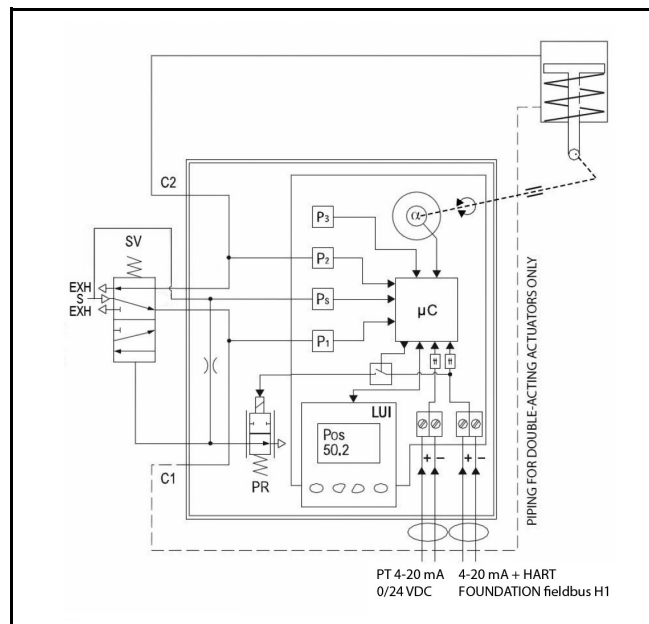 C2
SV
EXH
S
EXH
P3
P2
PS
P1
α
µC
LUI
Pos
50.2
+ − + −
PR
C1
PIPING FOR DOUBLE-ACTING ACTUATORS ONLY
PT 4-20 mA
0/24 VDC
4-20 mA + HART
FOUNDATION fieldbus H1